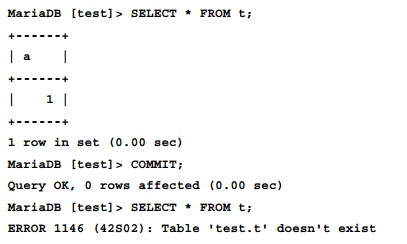 MariaDB [test]> SELECT * FROM t;
+------+
| a    |
+------+
|    1 |
+------+
1 row in set (0.00 sec)
MariaDB [test]> COMMIT;
Query OK, 0 rows affected (0.00 sec)
MariaDB [test]> SELECT * FROM t;
ERROR 1146 (42S02): Table 'test.t' doesn't exist